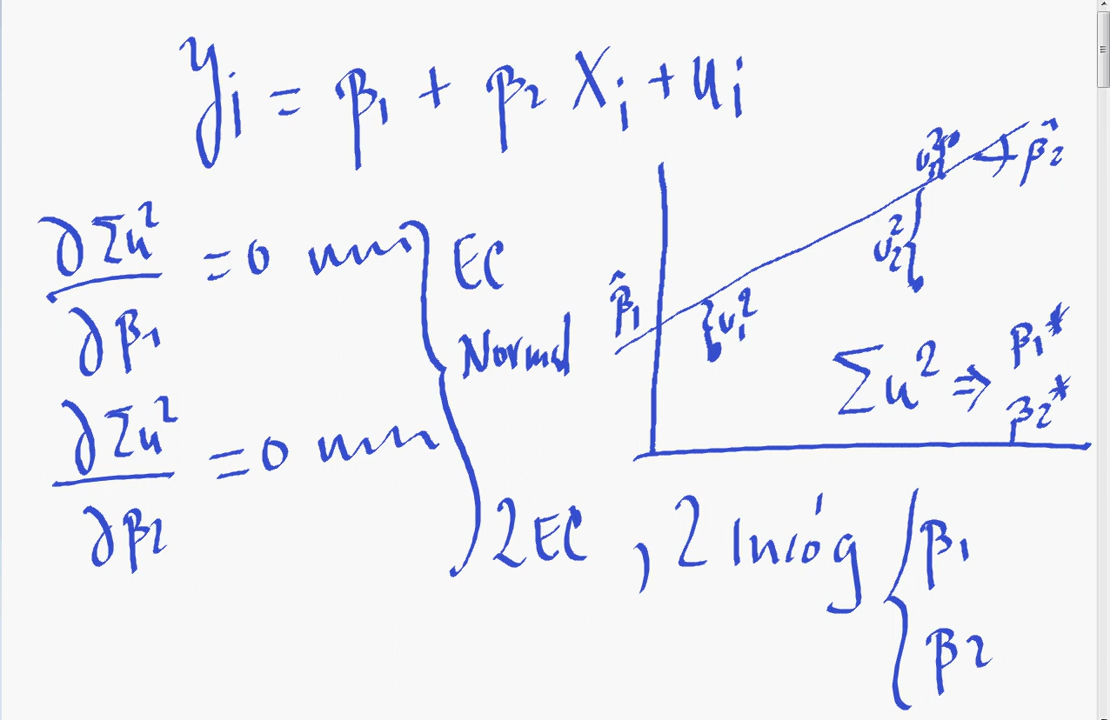 yi = β1 + β2 Xi + ui
∂Σu²
∂β1
= 0
∂Σu²
∂β2
= 0
EC
Normal
2EC , 2 Incóg { β1
β2
β̂1
u1²
u2²
β̂2
Σu² ⇒ β1*
β2*